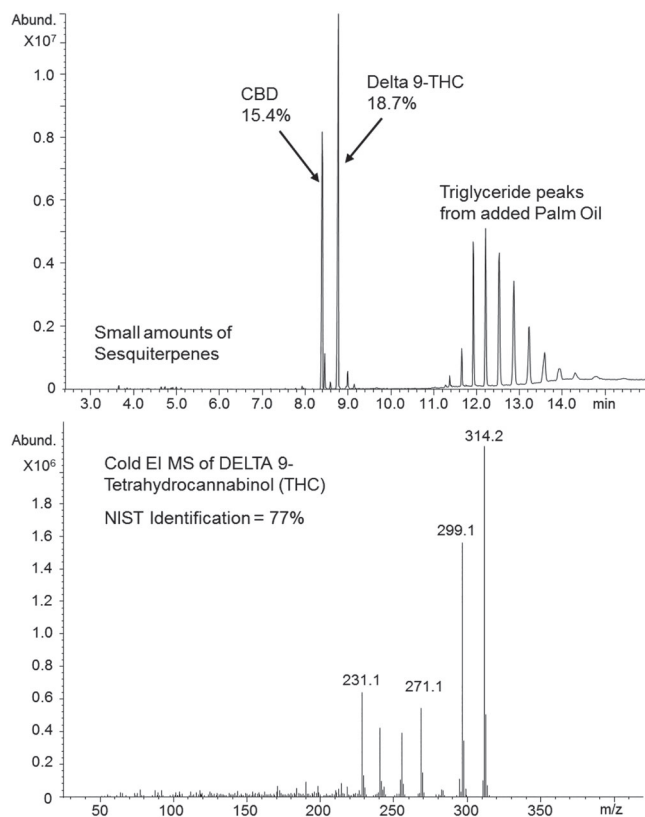 Abund.
X10⁷
1.0
0.8
0.6
0.4
0.2
0
CBD
15.4%
Delta 9-THC
18.7%
Triglyceride peaks
from added Palm Oil
Small amounts of
Sesquiterpenes
3.0 4.0 5.0 6.0 7.0 8.0 9.0 10.0 11.0 12.0 13.0 14.0 min
Abund.
X10⁶
1.8
1.6
1.4
1.2
1.0
0.8
0.6
0.4
0.2
0
Cold EI MS of DELTA 9-
Tetrahydrocannabinol (THC)
NIST Identification = 77%
314.2
299.1
231.1
271.1
50 100 150 200 250 300 350 m/z